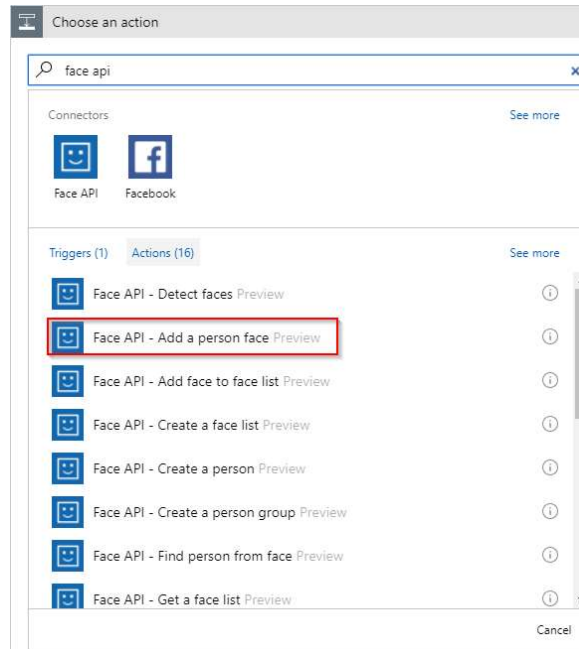 Choose an action
face api
Connectors
See more
Face API
Facebook
Triggers (1)
Actions (16)
See more
Face API - Detect faces Preview
Face API - Add a person face Preview
Face API - Add face to face list Preview
Face API - Create a face list Preview
Face API - Create a person Preview
Face API - Create a person group Preview
Face API - Find person from face Preview
Face API - Get a face list Preview
Cancel